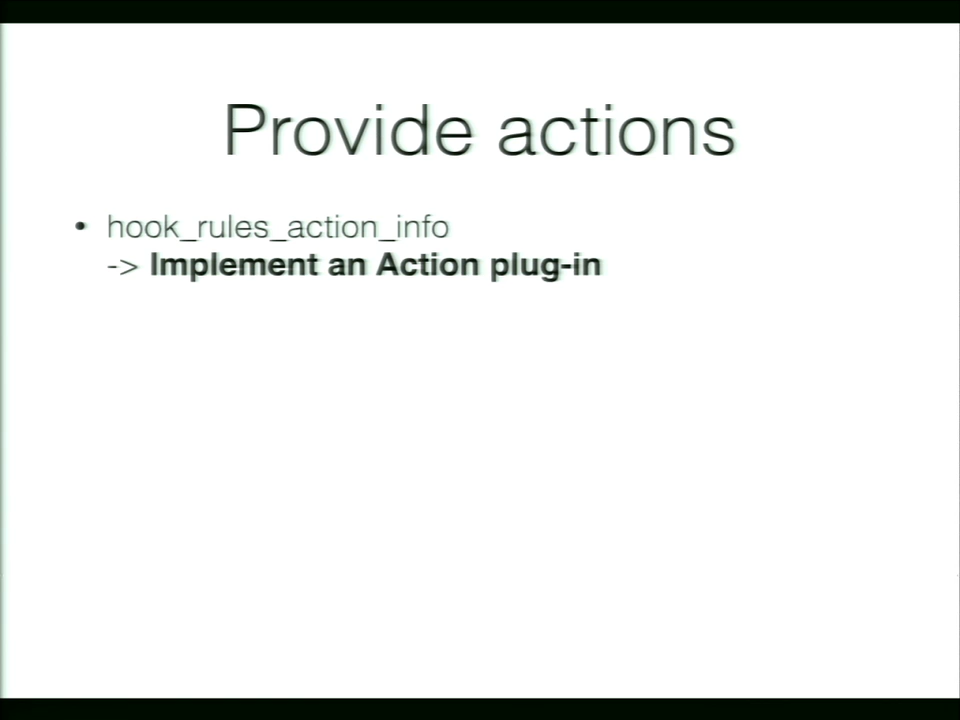 Provide actions
• hook_rules_action_info
-> Implement an Action plug-in